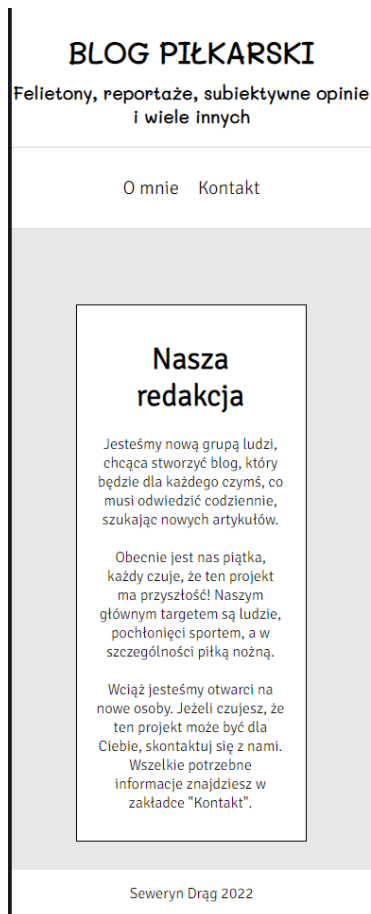 BLOG PIŁKARSKI
Felietony, reportaże, subiektywne opinie
i wiele innych
O mnie Kontakt
Nasza
redakcja
Jesteśmy nową grupą ludzi,
chcąca stworzyć blog, który
będzie dla każdego czymś, co
musi odwiedzić codziennie,
szukając nowych artykułów.
Obecnie jest nas piątka,
każdy czuje, że ten projekt
ma przyszłość! Naszym
głównym targetem są ludzie,
pochłonięci sportem, a w
szczególności piłką nożną.
Wciąż jesteśmy otwarci na
nowe osoby. Jeżeli czujesz, że
ten projekt może być dla
Ciebie, skontaktuj się z nami.
Wszelkie potrzebne
informacje znajdziesz w
zakładce "Kontakt".
Seweryn Drąg 2022